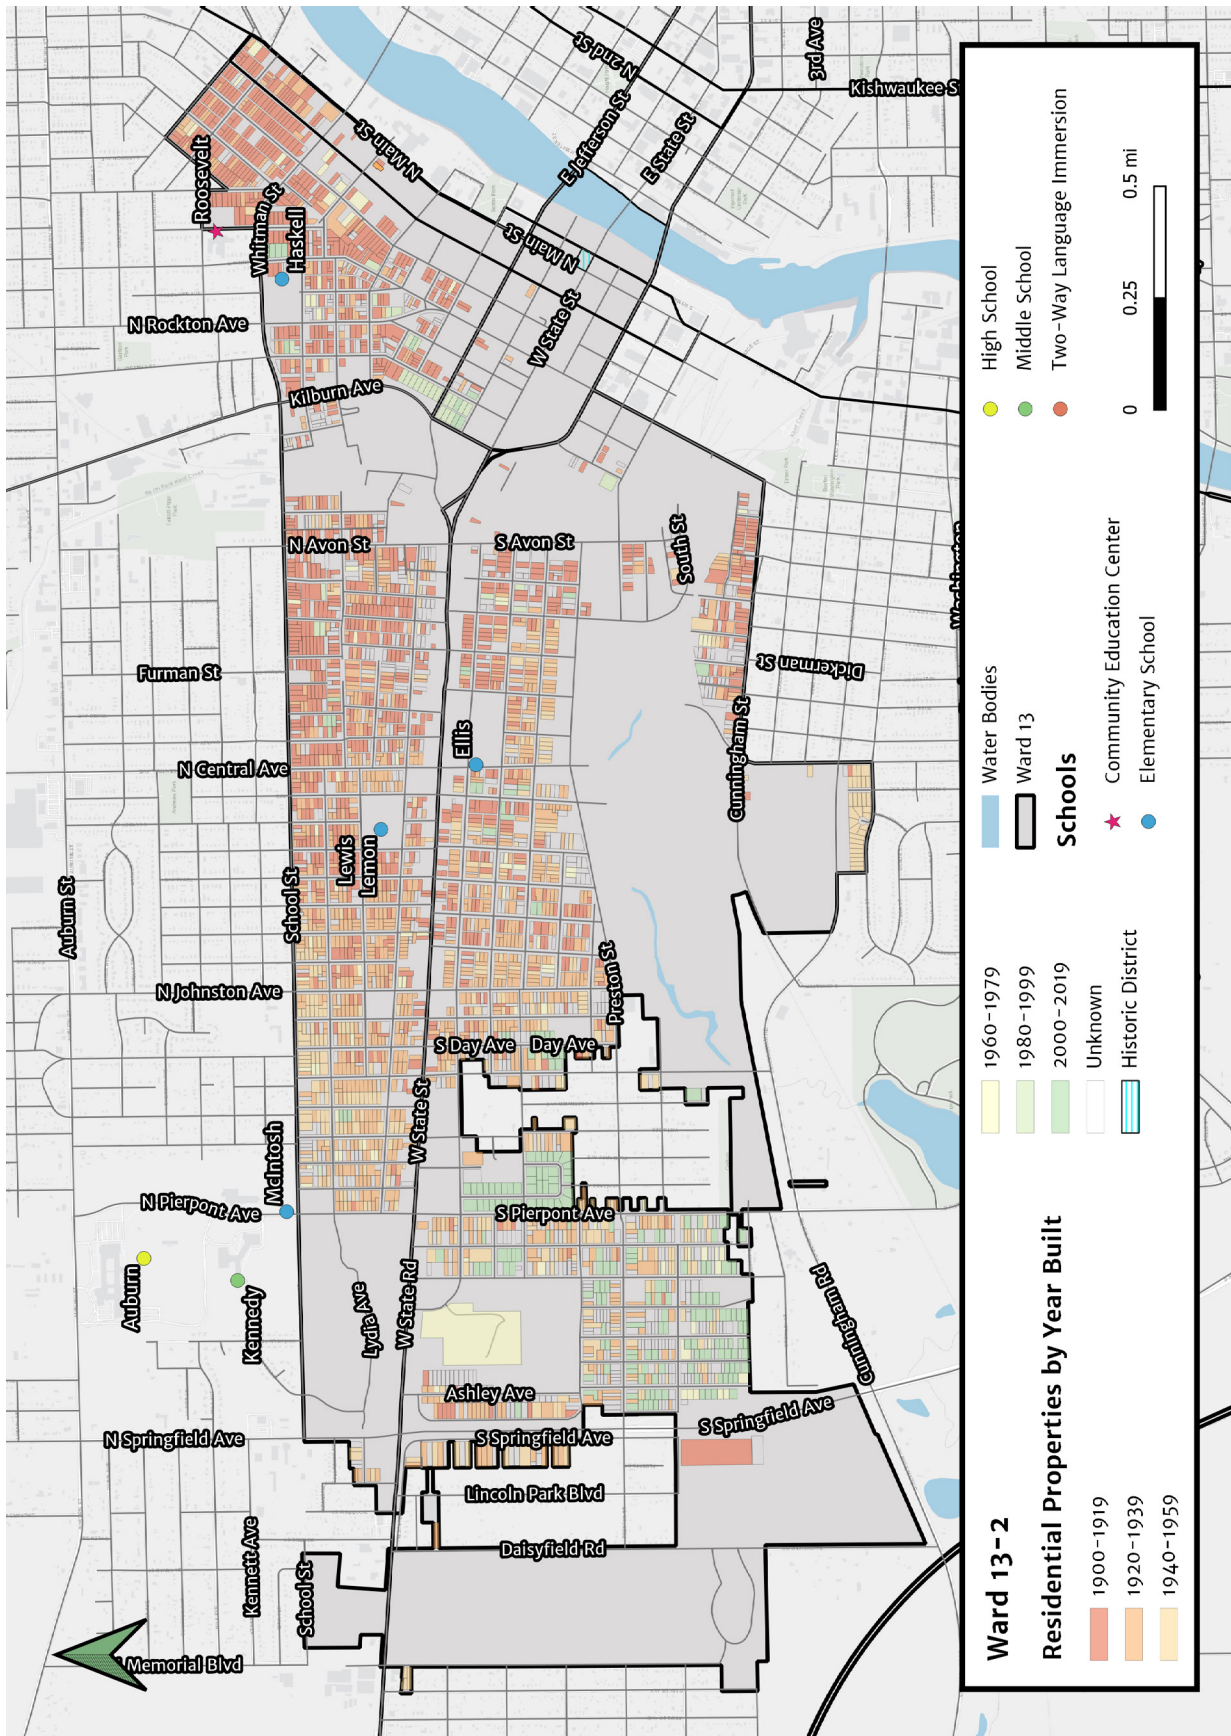 Auburn St
N Pierpont Ave
Auburn
Kennedy
McIntosh
N Springfield Ave
Kennett Ave
School St
Memorial Blvd
N Johnston Ave
N Central Ave
Furman St
N Rockton Ave
Roosevelt
Whitman St
Haskell
Kilburn Ave
N Avon St
School St
Lewis
Lemon
Lydia Ave
W State Rd
W State St
Ellis
S Avon St
South St
S Day Ave
Day Ave
Preston St
S Pierpont Ave
Ashley Ave
S Springfield Ave
S Springfield Ave
Lincoln Park Blvd
Daisyfield Rd
Cunningham Rd
Cunningham Rd
Cunningham St
Dickerman St
Washington
N Main St
N Main St
W State St
E Jefferson St
E State St
N 2nd St
3rd Ave
Kishwaukee S
Ward 13-2
Residential Properties by Year Built
1900-1919
1920-1939
1940-1959
1960-1979
1980-1999
2000-2019
Unknown
Historic District
Water Bodies
Ward 13
Schools
Community Education Center
Elementary School
High School
Middle School
Two-Way Language Immersion
0
0.25
0.5 mi